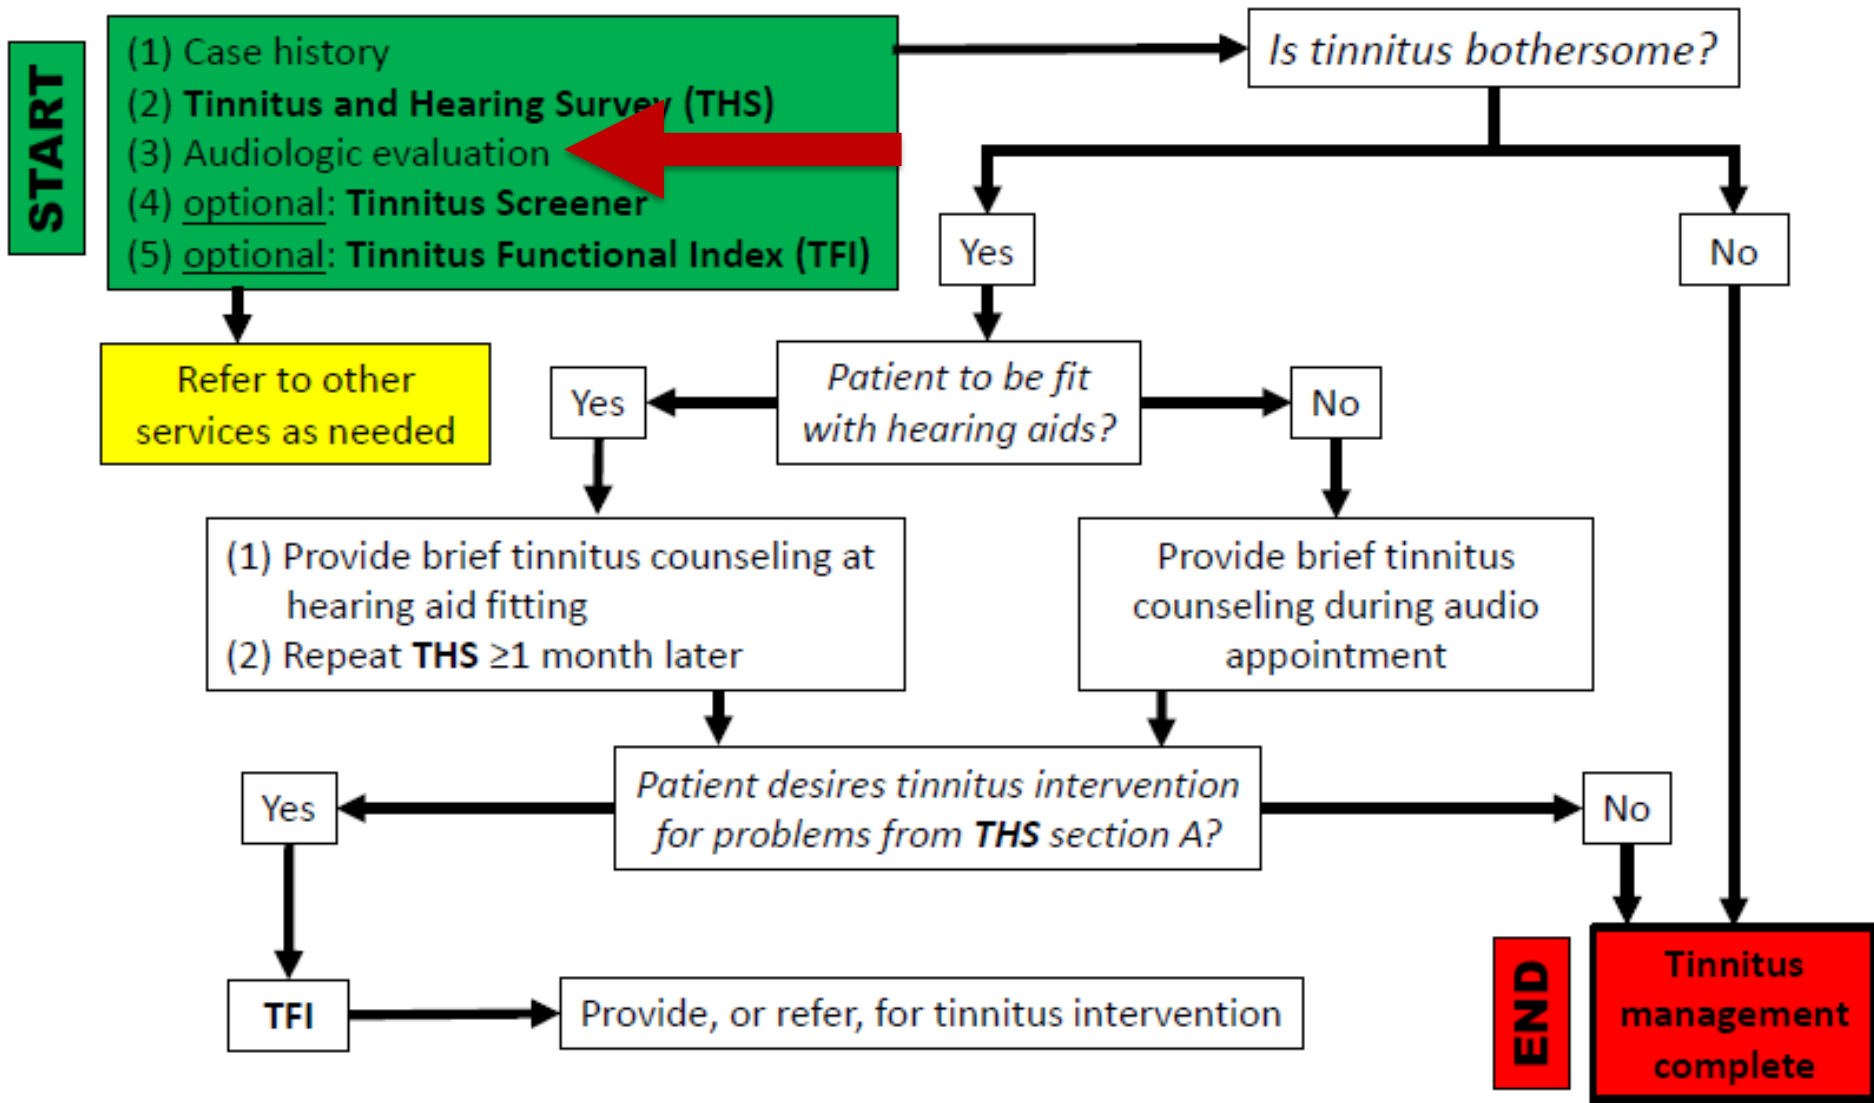 START
(1) Case history
(2) Tinnitus and Hearing Survey (THS)
(3) Audiologic evaluation
(4) optional: Tinnitus Screener
(5) optional: Tinnitus Functional Index (TFI)
Is tinnitus bothersome?
Yes
No
Refer to other
services as needed
Patient to be fit
with hearing aids?
Yes
No
(1) Provide brief tinnitus counseling at
hearing aid fitting
(2) Repeat THS ≥1 month later
Provide brief tinnitus
counseling during audio
appointment
Patient desires tinnitus intervention
for problems from THS section A?
Yes
No
TFI
Provide, or refer, for tinnitus intervention
END
Tinnitus
management
complete